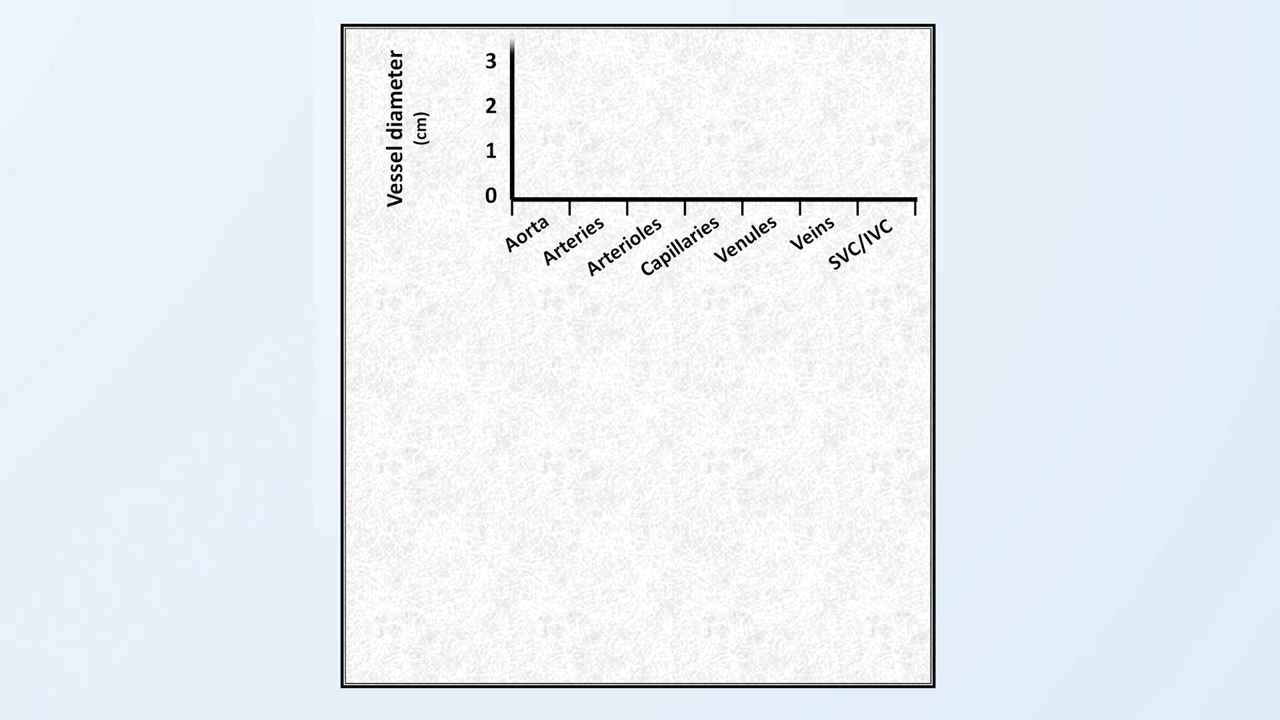 Vessel diameter
(cm)
3
2
1
0
Aorta
Arteries
Arterioles
Capillaries
Venules
Veins
SVC/IVC